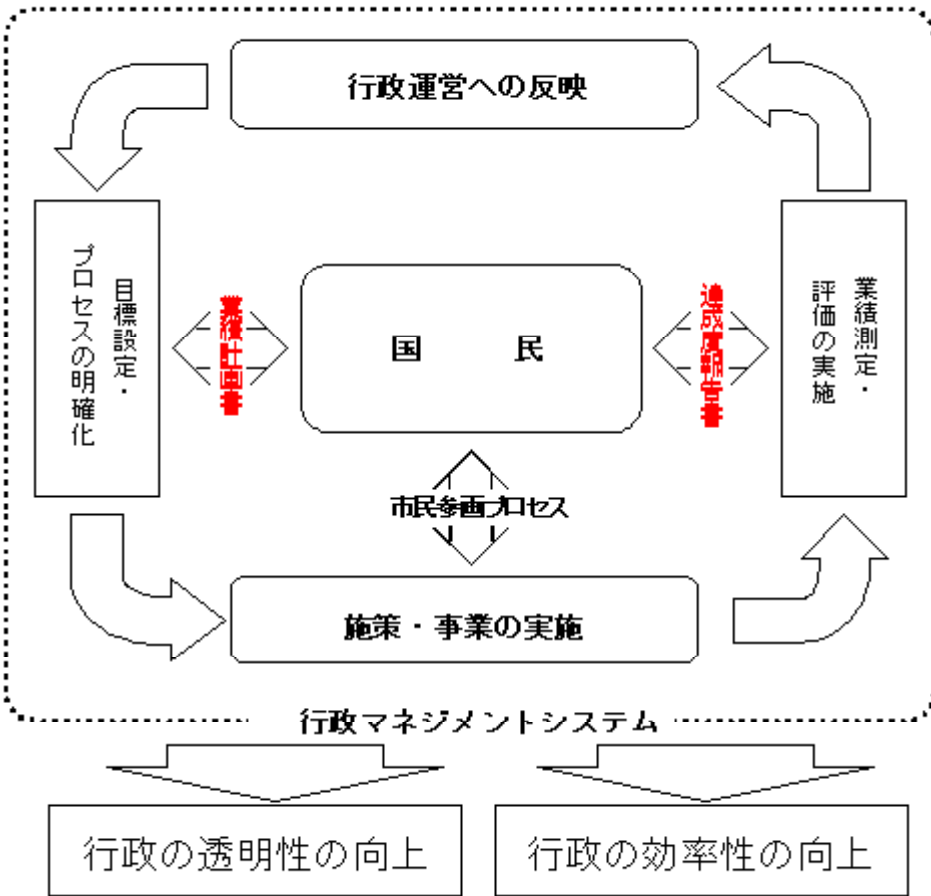 行政運営への反映
目標設定・
プロセスの明確化
業績計画書
国　民
達成度報告書
業績測定・
評価の実施
市民参画プロセス
施策・事業の実施
行政マネジメントシステム
行政の透明性の向上
行政の効率性の向上